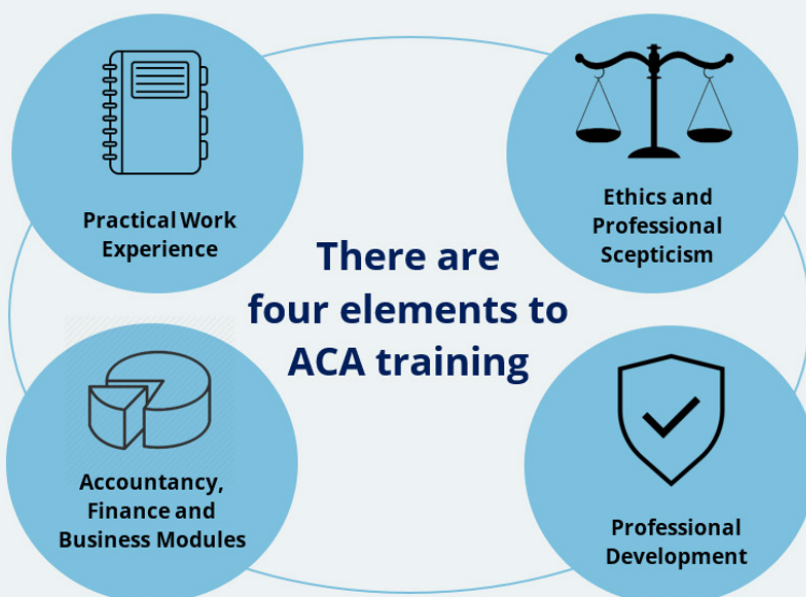 Practical Work
Experience
Ethics and
Professional
Scepticism
There are
four elements to
ACA training
Accountancy,
Finance and
Business Modules
Professional
Development